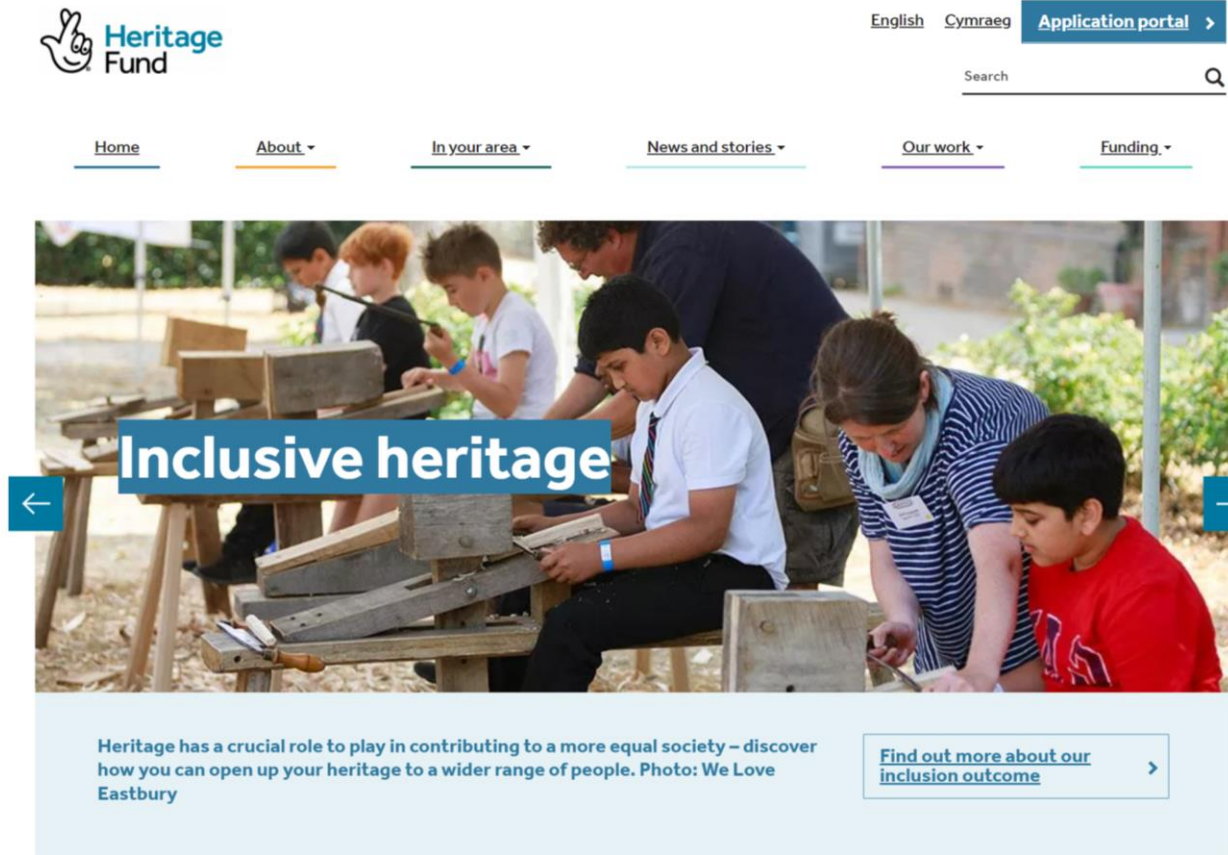 Heritage
Fund
English Cymraeg Application portal
Search
Home About In your area News and stories Our work Funding
Inclusive heritage
Heritage has a crucial role to play in contributing to a more equal society – discover
how you can open up your heritage to a wider range of people. Photo: We Love
Eastbury
Find out more about our
inclusion outcome